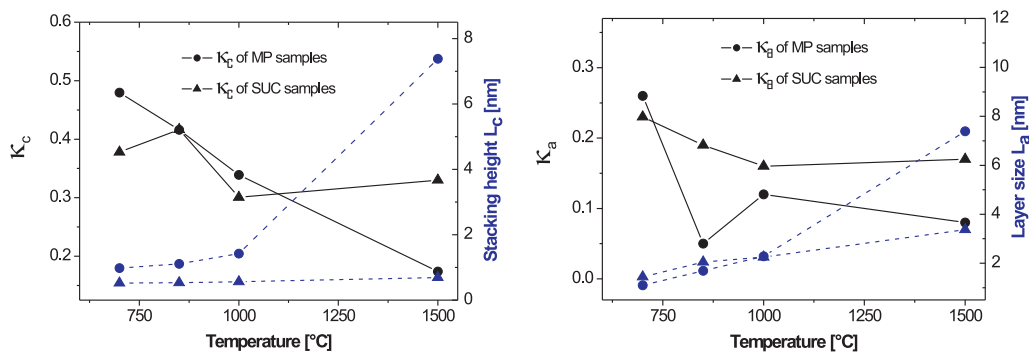 0.6
0.5
0.4
0.3
0.2
κc
κc of MP samples
κc of SUC samples
8
6
4
2
0
Stacking height Lc [nm]
750
1000
1250
1500
Temperature [°C]
0.3
0.2
0.1
0.0
κa
κa of MP samples
κa of SUC samples
12
10
8
6
4
2
Layer size La [nm]
750
1000
1250
1500
Temperature [°C]